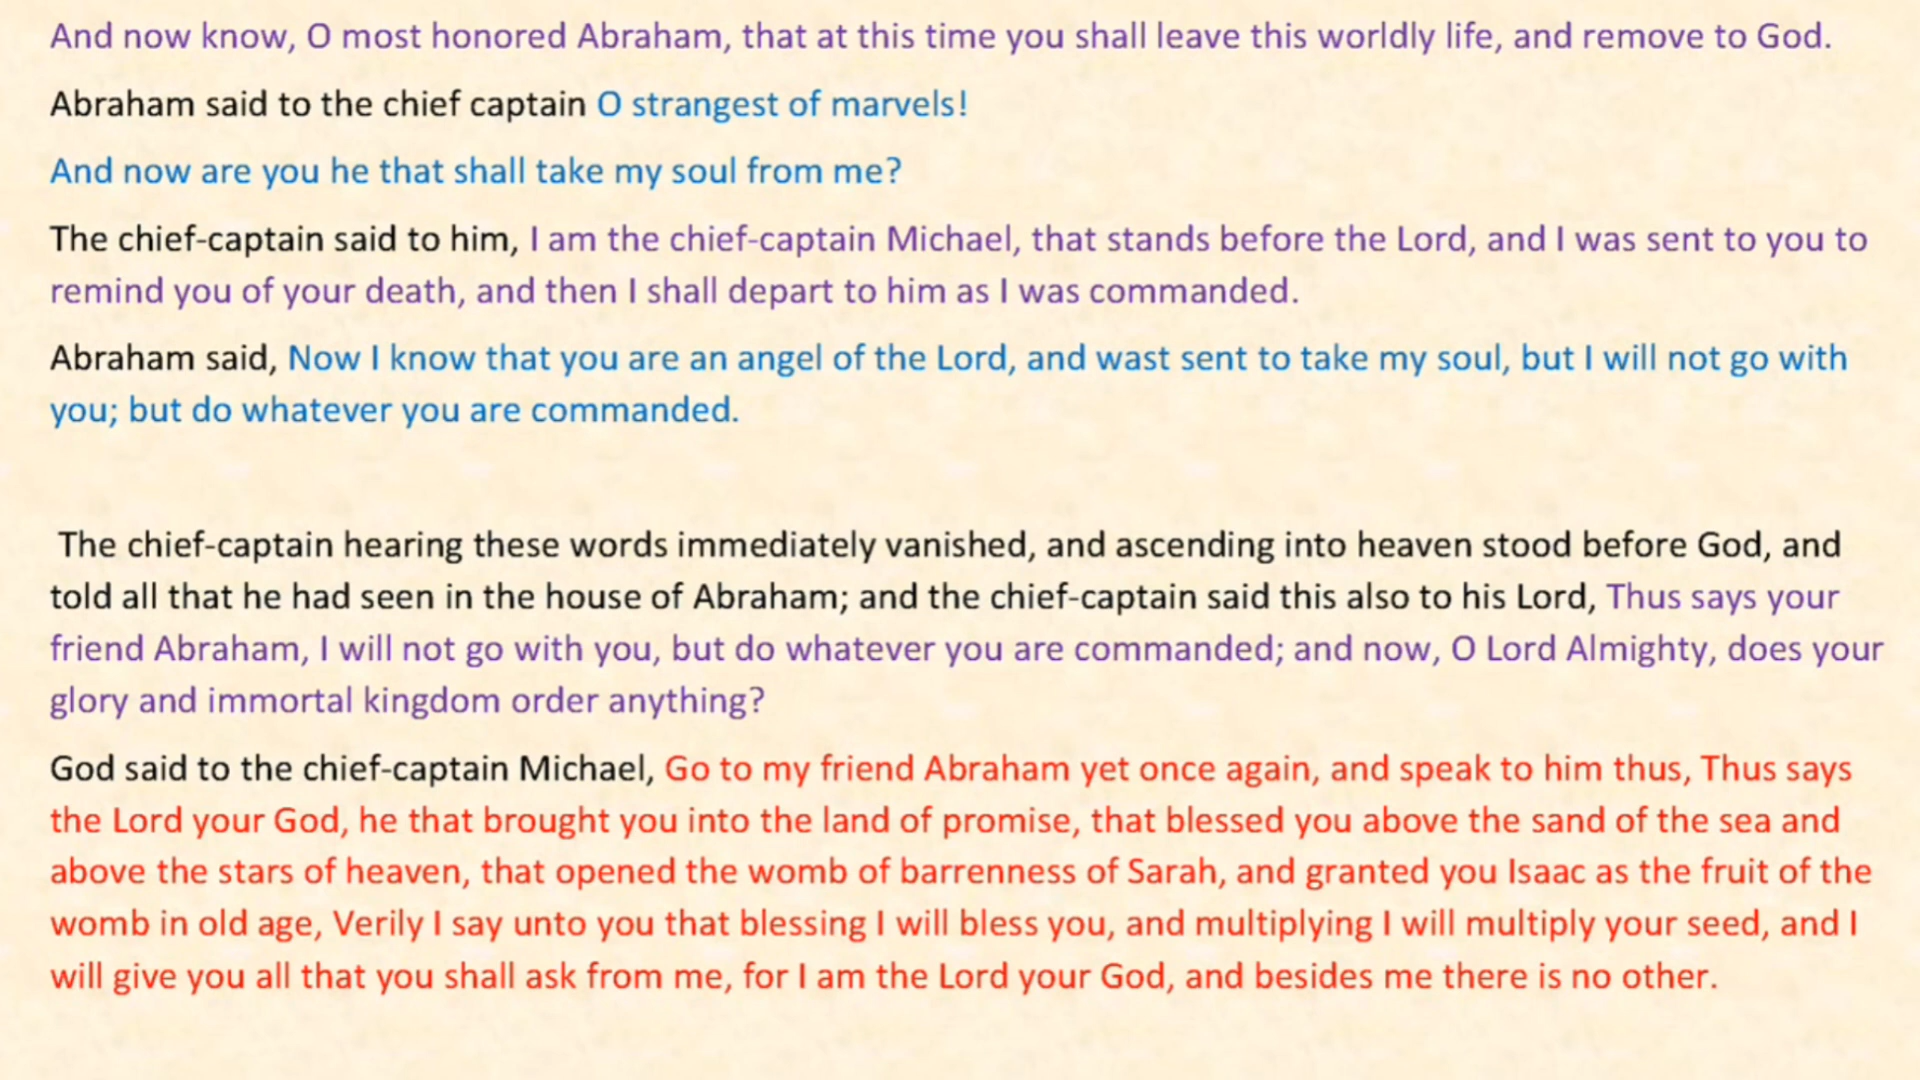 And now know, O most honored Abraham, that at this time you shall leave this worldly life, and remove to God.
Abraham said to the chief captain O strangest of marvels!
And now are you he that shall take my soul from me?
The chief-captain said to him, I am the chief-captain Michael, that stands before the Lord, and I was sent to you to
remind you of your death, and then I shall depart to him as I was commanded.
Abraham said, Now I know that you are an angel of the Lord, and wast sent to take my soul, but I will not go with
you; but do whatever you are commanded.
The chief-captain hearing these words immediately vanished, and ascending into heaven stood before God, and
told all that he had seen in the house of Abraham; and the chief-captain said this also to his Lord, Thus says your
friend Abraham, I will not go with you, but do whatever you are commanded; and now, O Lord Almighty, does your
glory and immortal kingdom order anything?
God said to the chief-captain Michael, Go to my friend Abraham yet once again, and speak to him thus, Thus says
the Lord your God, he that brought you into the land of promise, that blessed you above the sand of the sea and
above the stars of heaven, that opened the womb of barrenness of Sarah, and granted you Isaac as the fruit of the
womb in old age, Verily I say unto you that blessing I will bless you, and multiplying I will multiply your seed, and I
will give you all that you shall ask from me, for I am the Lord your God, and besides me there is no other.